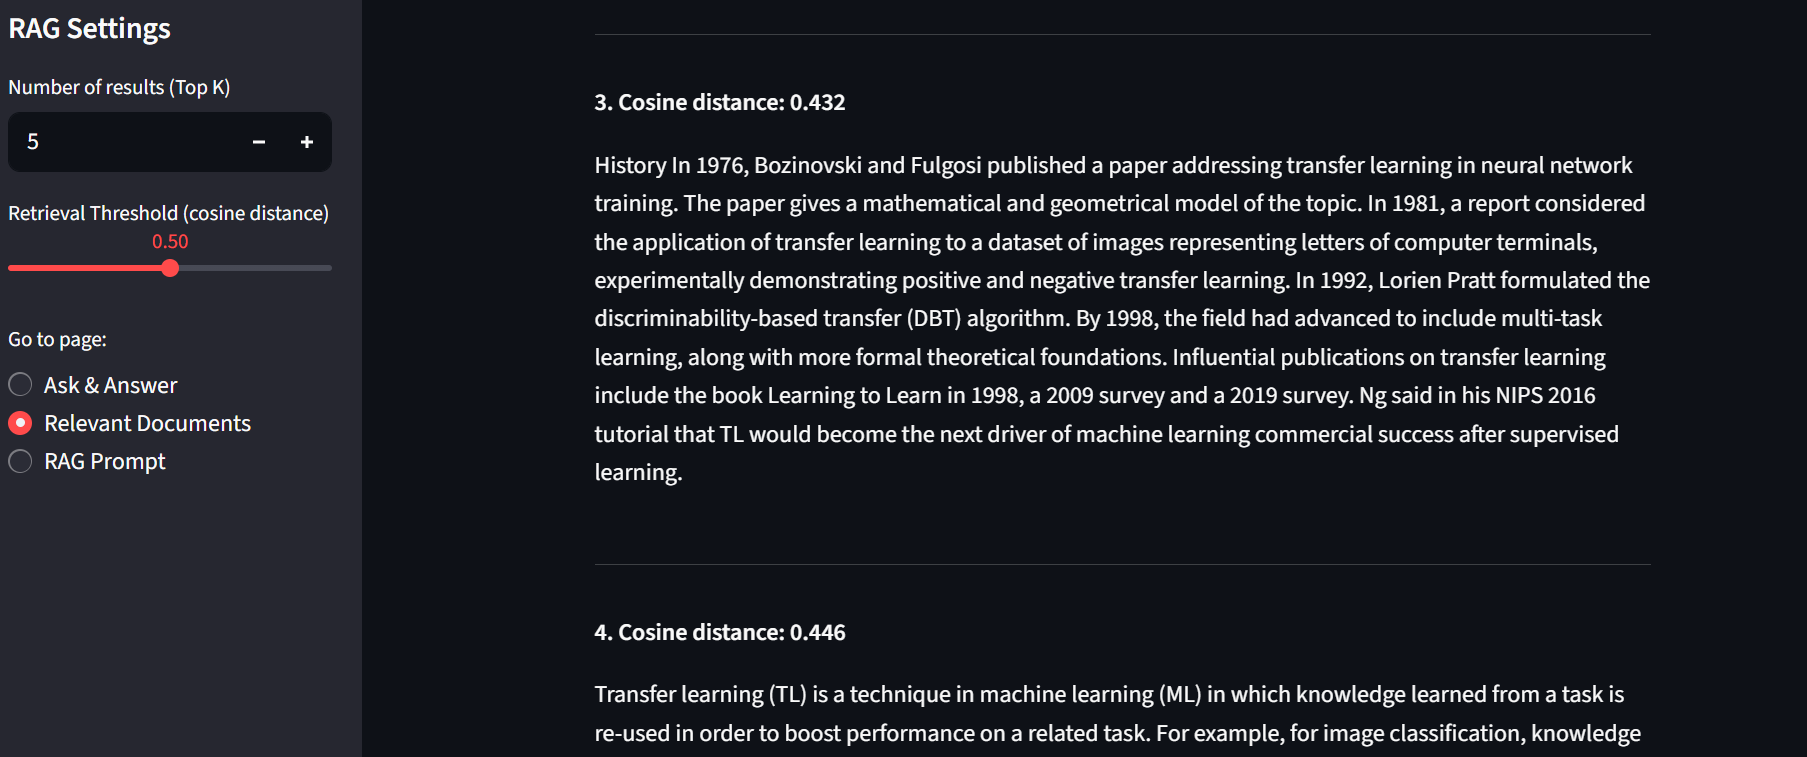 RAG Settings
Number of results (Top K)
5
Retrieval Threshold (cosine distance)
0.50
Go to page:
Ask & Answer
Relevant Documents
RAG Prompt
3. Cosine distance: 0.432
History In 1976, Bozinovski and Fulgosi published a paper addressing transfer learning in neural network
training. The paper gives a mathematical and geometrical model of the topic. In 1981, a report considered
the application of transfer learning to a dataset of images representing letters of computer terminals,
experimentally demonstrating positive and negative transfer learning. In 1992, Lorien Pratt formulated the
discriminability-based transfer (DBT) algorithm. By 1998, the field had advanced to include multi-task
learning, along with more formal theoretical foundations. Influential publications on transfer learning
include the book Learning to Learn in 1998, a 2009 survey and a 2019 survey. Ng said in his NIPS 2016
tutorial that TL would become the next driver of machine learning commercial success after supervised
learning.
4. Cosine distance: 0.446
Transfer learning (TL) is a technique in machine learning (ML) in which knowledge learned from a task is
re-used in order to boost performance on a related task. For example, for image classification, knowledge